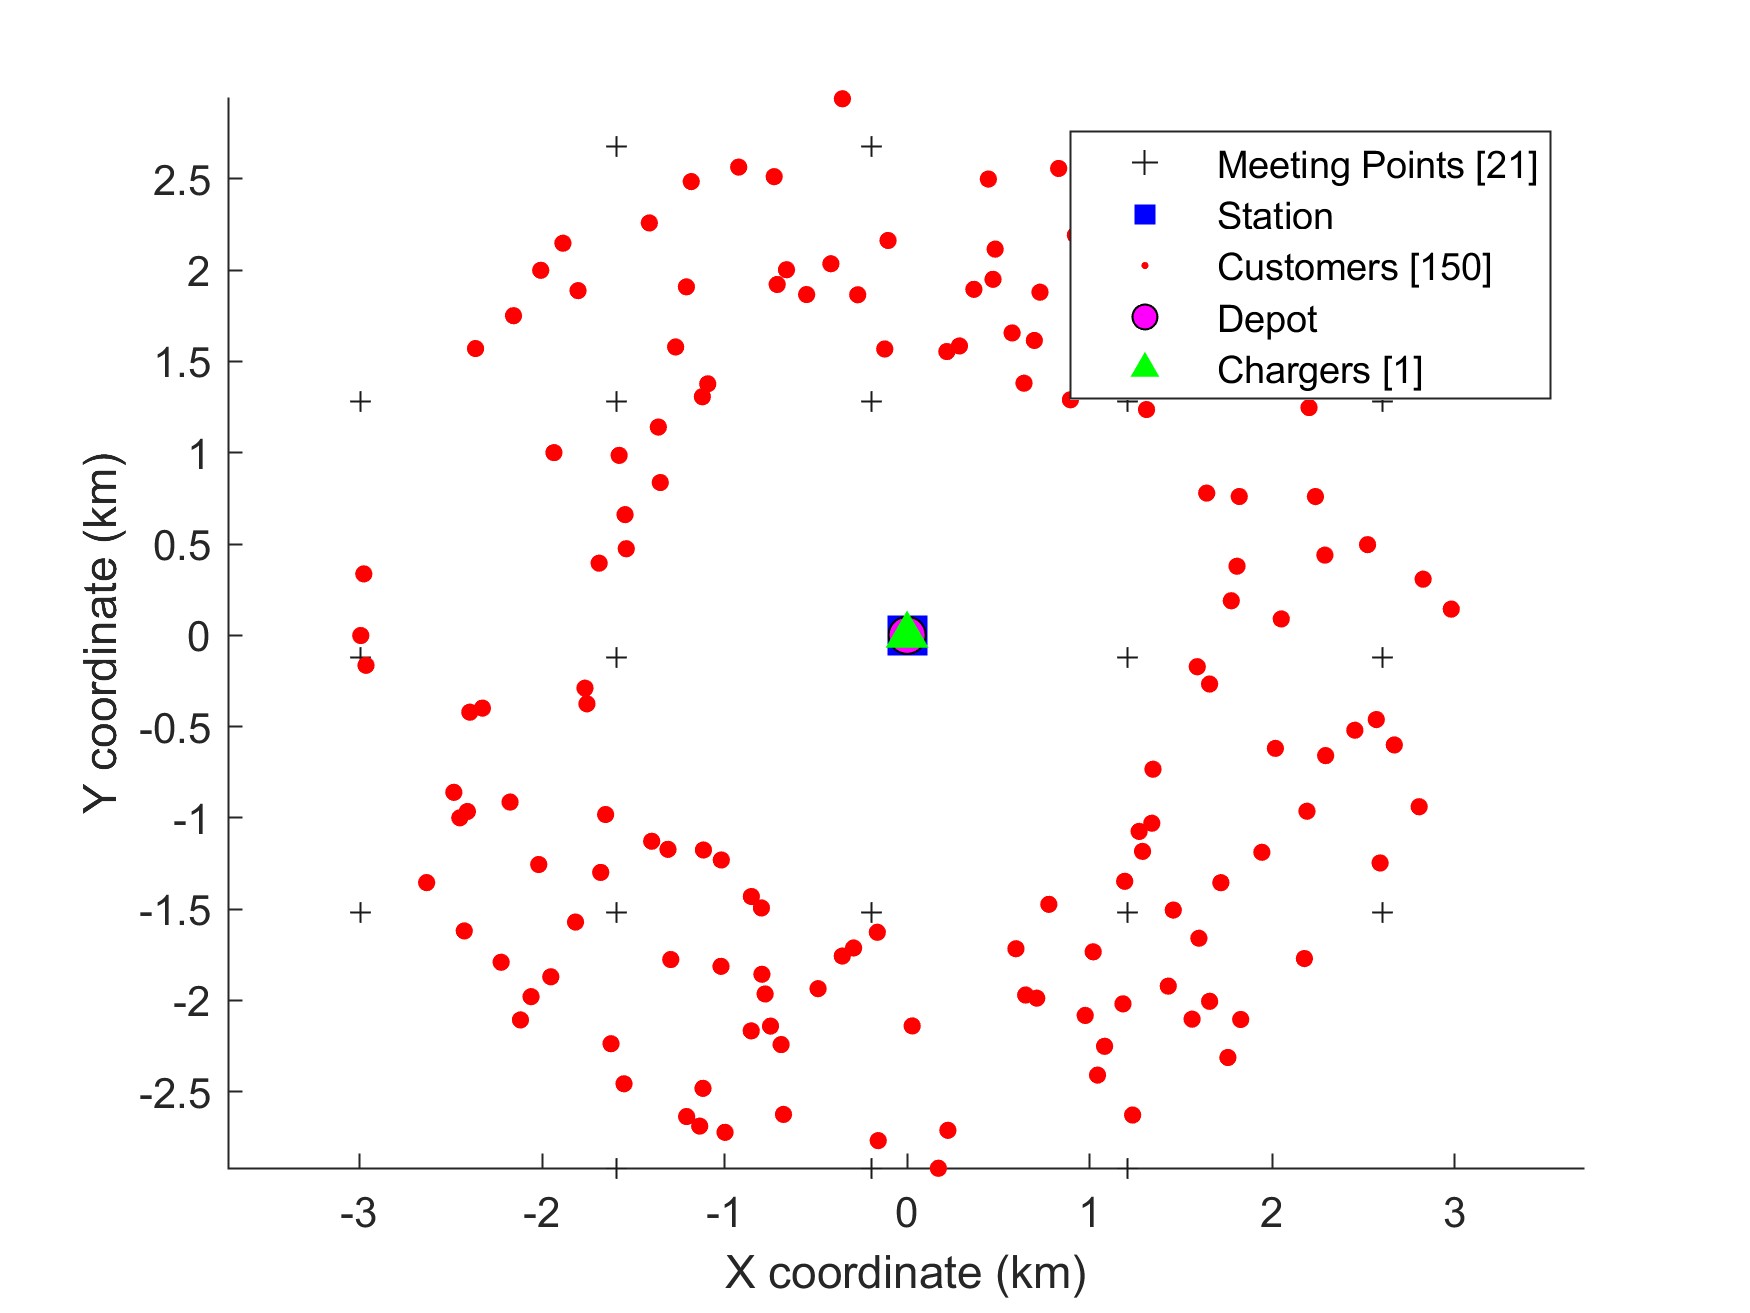 Meeting Points [21]
Station
Customers [150]
Depot
Chargers [1]
Y coordinate (km)
2.5
2
1.5
1
0.5
0
-0.5
-1
-1.5
-2
-2.5
-3 -2 -1 0 1 2 3
X coordinate (km)